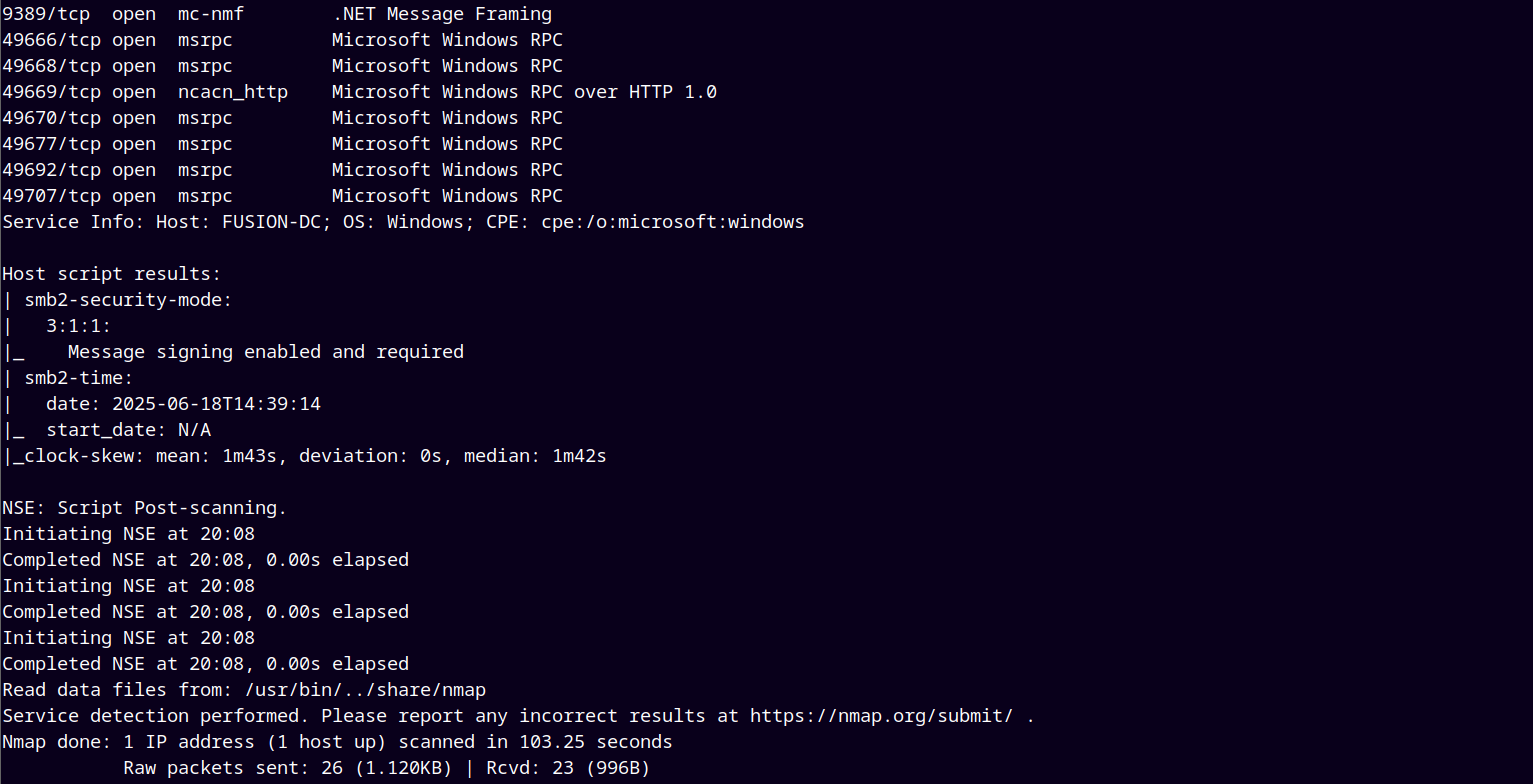 9389/tcp  open  mc-nmf        .NET Message Framing
49666/tcp open  msrpc         Microsoft Windows RPC
49668/tcp open  msrpc         Microsoft Windows RPC
49669/tcp open  ncacn_http    Microsoft Windows RPC over HTTP 1.0
49670/tcp open  msrpc         Microsoft Windows RPC
49677/tcp open  msrpc         Microsoft Windows RPC
49692/tcp open  msrpc         Microsoft Windows RPC
49707/tcp open  msrpc         Microsoft Windows RPC
Service Info: Host: FUSION-DC; OS: Windows; CPE: cpe:/o:microsoft:windows

Host script results:
| smb2-security-mode:
|   3:1:1:
|_    Message signing enabled and required
| smb2-time:
|   date: 2025-06-18T14:39:14
|_  start_date: N/A
|_clock-skew: mean: 1m43s, deviation: 0s, median: 1m42s

NSE: Script Post-scanning.
Initiating NSE at 20:08
Completed NSE at 20:08, 0.00s elapsed
Initiating NSE at 20:08
Completed NSE at 20:08, 0.00s elapsed
Initiating NSE at 20:08
Completed NSE at 20:08, 0.00s elapsed
Read data files from: /usr/bin/../share/nmap
Service detection performed. Please report any incorrect results at https://nmap.org/submit/ .
Nmap done: 1 IP address (1 host up) scanned in 103.25 seconds
           Raw packets sent: 26 (1.120KB) | Rcvd: 23 (996B)